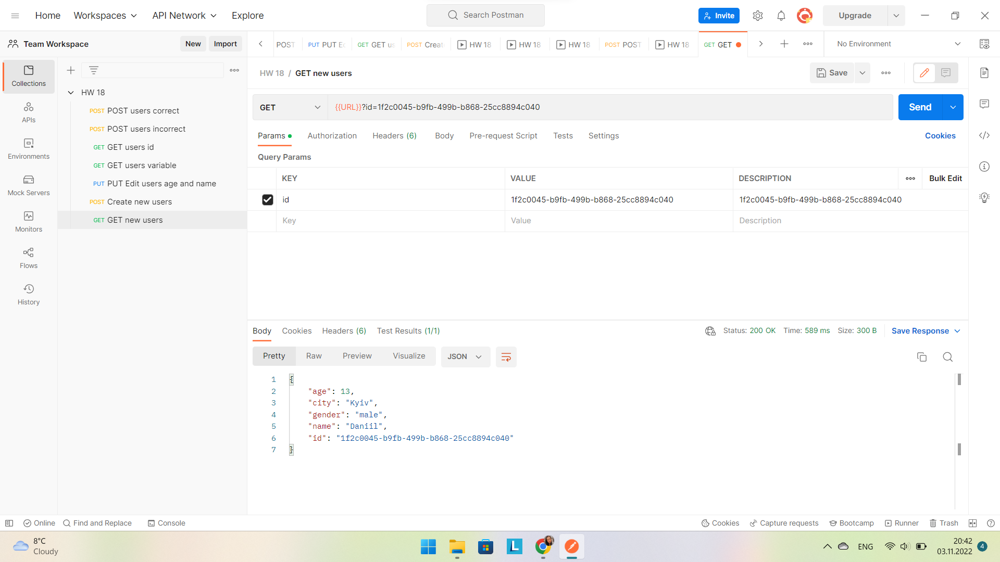 Home Workspaces API Network Explore Search Postman Invite Upgrade
Team Workspace New Import POST PUT PUT Ec GET GET us POST Creat HW 18 HW 18 HW 18 POST POST HW 18 GET GET No Environment
Collections
APIs
Environments
Mock Servers
Monitors
Flows
History
HW 18
POST POST users correct
POST POST users incorrect
GET GET users id
GET GET users variable
PUT PUT Edit users age and name
POST Create new users
GET GET new users
HW 18 / GET new users Save
GET {{URL}}?id=1f2c0045-b9fb-499b-b868-25cc8894c040 Send
Params Authorization Headers (6) Body Pre-request Script Tests Settings Cookies
Query Params
KEY VALUE DESCRIPTION Bulk Edit
id 1f2c0045-b9fb-499b-b868-25cc8894c040 1f2c0045-b9fb-499b-b868-25cc8894c040
Key Value Description
Body Cookies Headers (6) Test Results (1/1) Status: 200 OK Time: 589 ms Size: 300 B Save Response
Pretty Raw Preview Visualize JSON
1 {
2 "age": 13,
3 "city": "Kyiv",
4 "gender": "male",
5 "name": "Daniil",
6 "id": "1f2c0045-b9fb-499b-b868-25cc8894c040"
7 }
Online Find and Replace Console Cookies Capture requests Bootcamp Runner Trash
8°C
Cloudy
L
ENG
20:42
03.11.2022
4